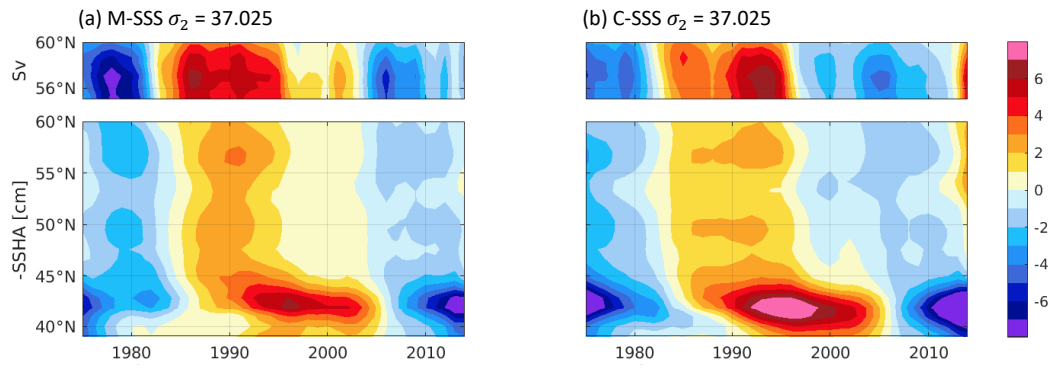 (a) M-SSS σ₂ = 37.025
(b) C-SSS σ₂ = 37.025
Sv
60°N
56°N
-SSHA [cm]
60°N
55°N
50°N
45°N
40°N
1980 1990 2000 2010
1980 1990 2000 2010
6
4
2
0
-2
-4
-6